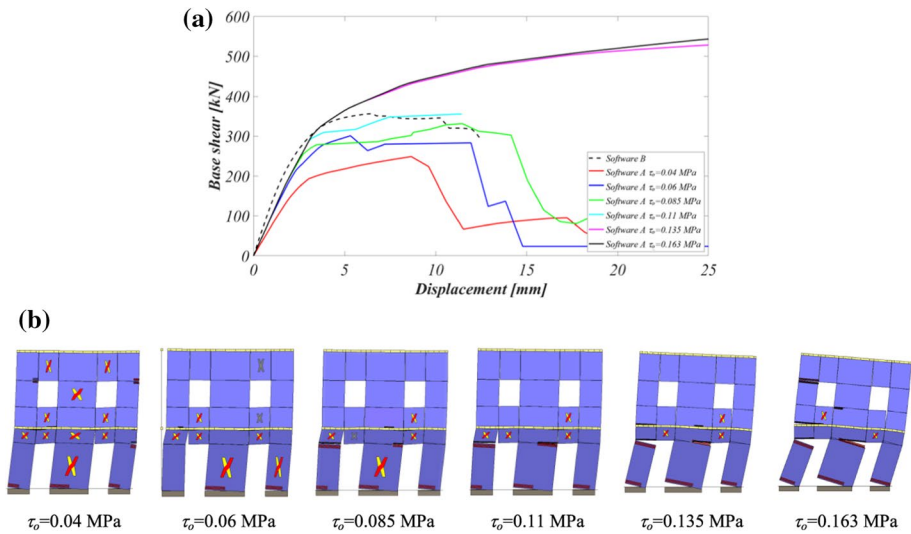 (a)
600
500
400
300
200
100
0
Base shear [kN]
Software B
Software A τo=0.04 MPa
Software A τo=0.06 MPa
Software A τo=0.085 MPa
Software A τo=0.11 MPa
Software A τo=0.135 MPa
Software A τo=0.163 MPa
0 5 10 15 20 25
Displacement [mm]
(b)
τo=0.04 MPa τo=0.06 MPa τo=0.085 MPa τo=0.11 MPa τo=0.135 MPa τo=0.163 MPa